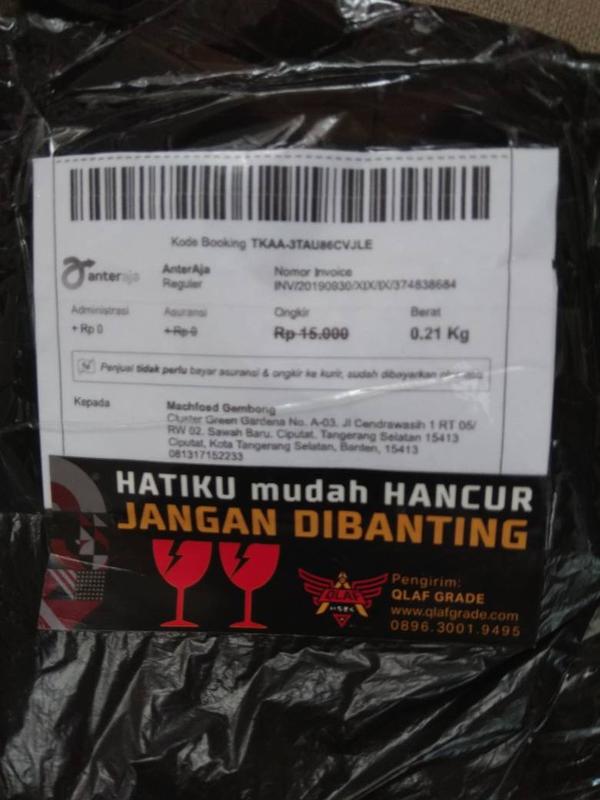 Kode Booking TKAA-3TAU86CVJLE
anteraja
AnterAja
Reguler
Nomor Invoice
INV/20190930/XIX/IX/374838684
Administrasi
+ Rp 0
Asuransi
+ Rp 0
Ongkir
Rp 15.000
Berat
0.21 Kg
Penjual tidak perlu bayar asuransi & ongkir ke kurir, sudah dibayarkan
Kepada
Machfoed Gembong
Cluster Green Gardena No. A-03, Jl Cendrawasih 1 RT 05/
RW 02. Sawah Baru. Ciputat. Tangerang Selatan 15413
Ciputat, Kota Tangerang Selatan, Banten, 15413
081317152233
HATIKU mudah HANCUR
JANGAN DIBANTING
QLAF
Pengirim:
QLAF GRADE
www.qlafgrade.com
0896.3001.9495